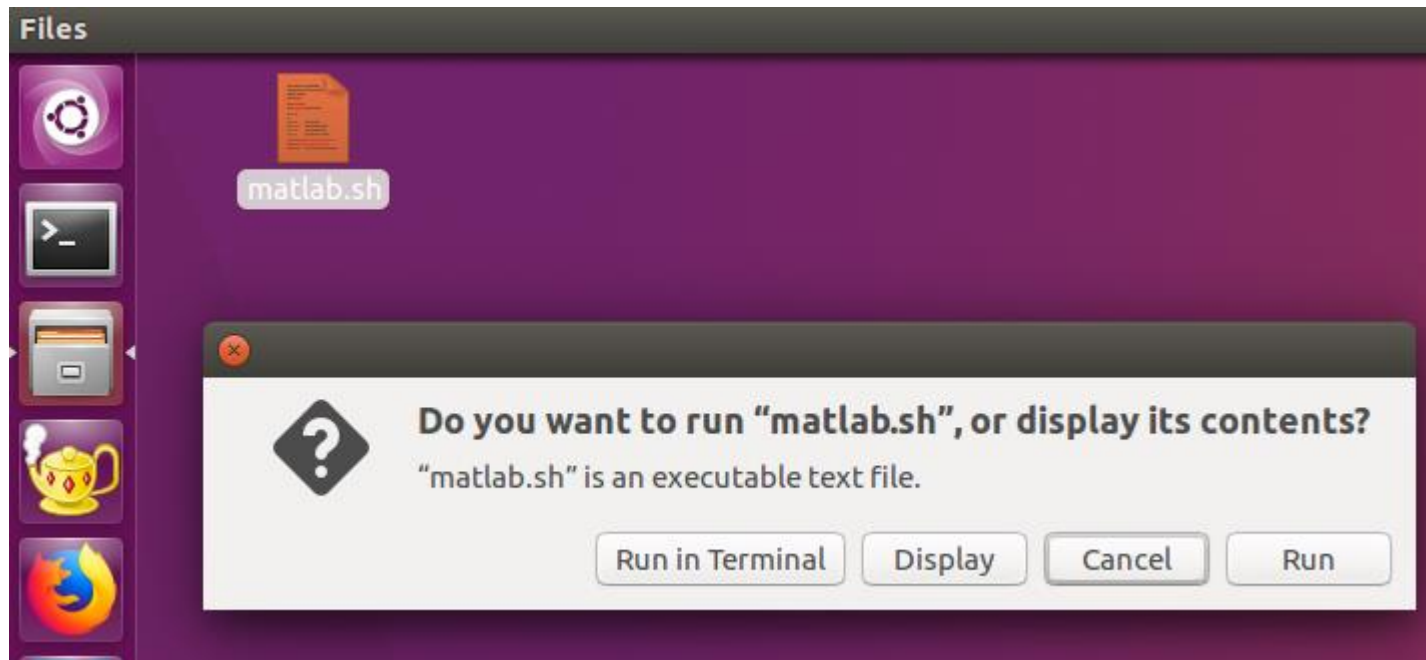 Files
matlab.sh
>_
Do you want to run “matlab.sh”, or display its contents?
“matlab.sh” is an executable text file.
Run in Terminal Display Cancel Run